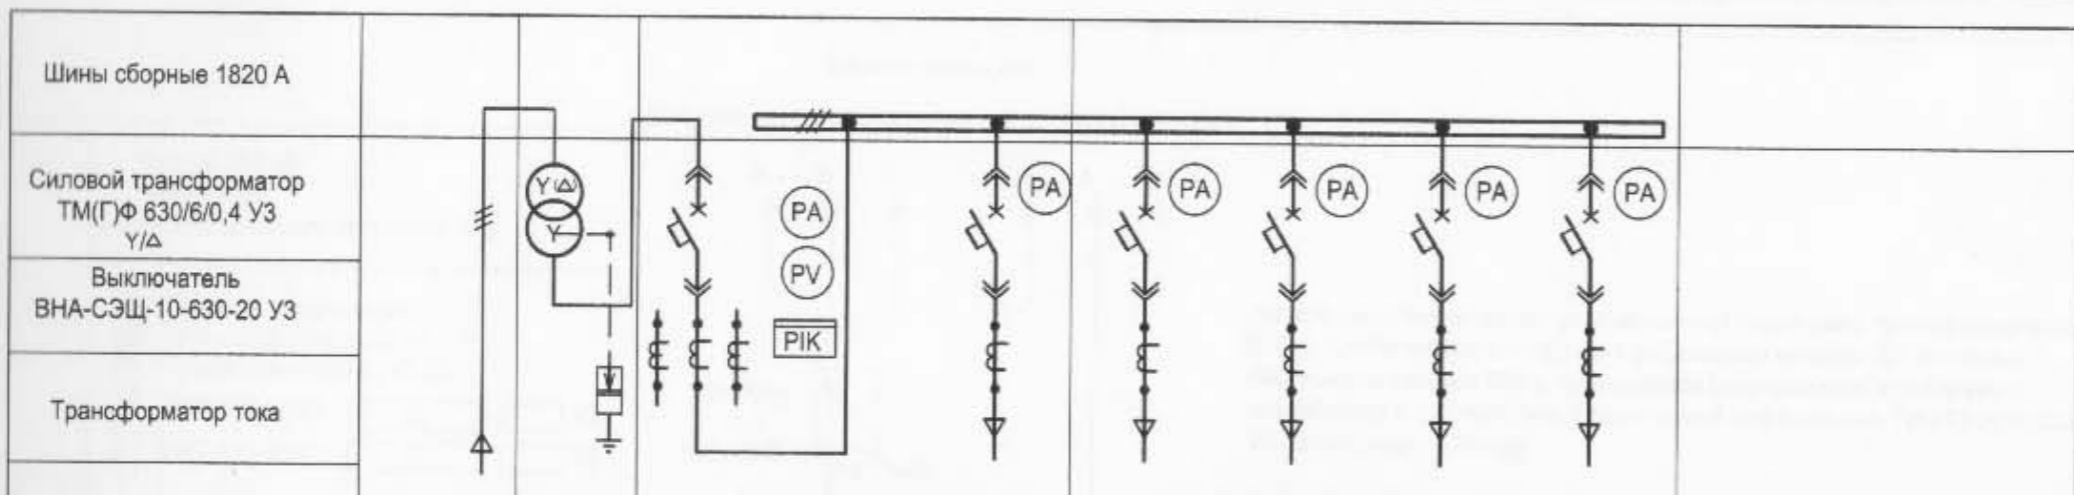 Шины сборные 1820 А
Силовой трансформатор
ТМ(Г)Ф 630/6/0,4 У3
Y/Δ
Выключатель
ВНА-СЭЩ-10-630-20 У3
Трансформатор тока
Y(Δ)
Y
PA
PV
PIK
PA
PA
PA
PA
PA